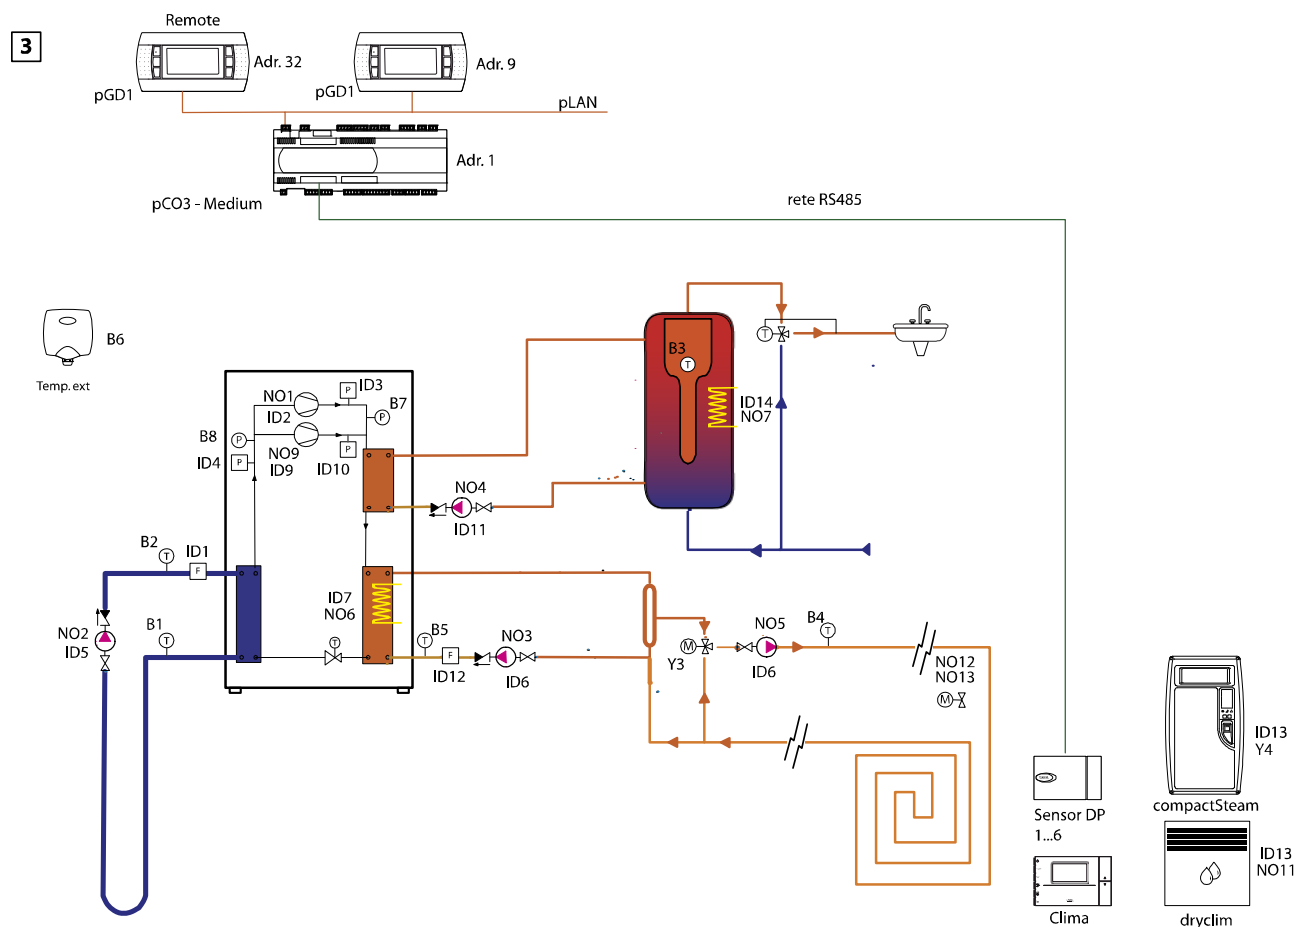 3
Remote
Adr. 32
Adr. 9
pGD1
pGD1
pLAN
Adr. 1
pCO3 - Medium
rete RS485
B6
Temp. ext
B3
T
T
ID14
NO7
NO1
ID2
P
ID3
B7
P
B8
P
NO9
ID9
P
ID10
ID4
P
NO4
ID11
B2
T
ID1
F
NO2
ID5
B1
T
ID7
NO6
T
B5
T
F
ID12
NO3
ID6
M
Y3
NO5
ID6
B4
T
NO12
NO13
M
ID13
Y4
compactSteam
Sensor DP
1...6
ID13
NO11
Clima
dryclim